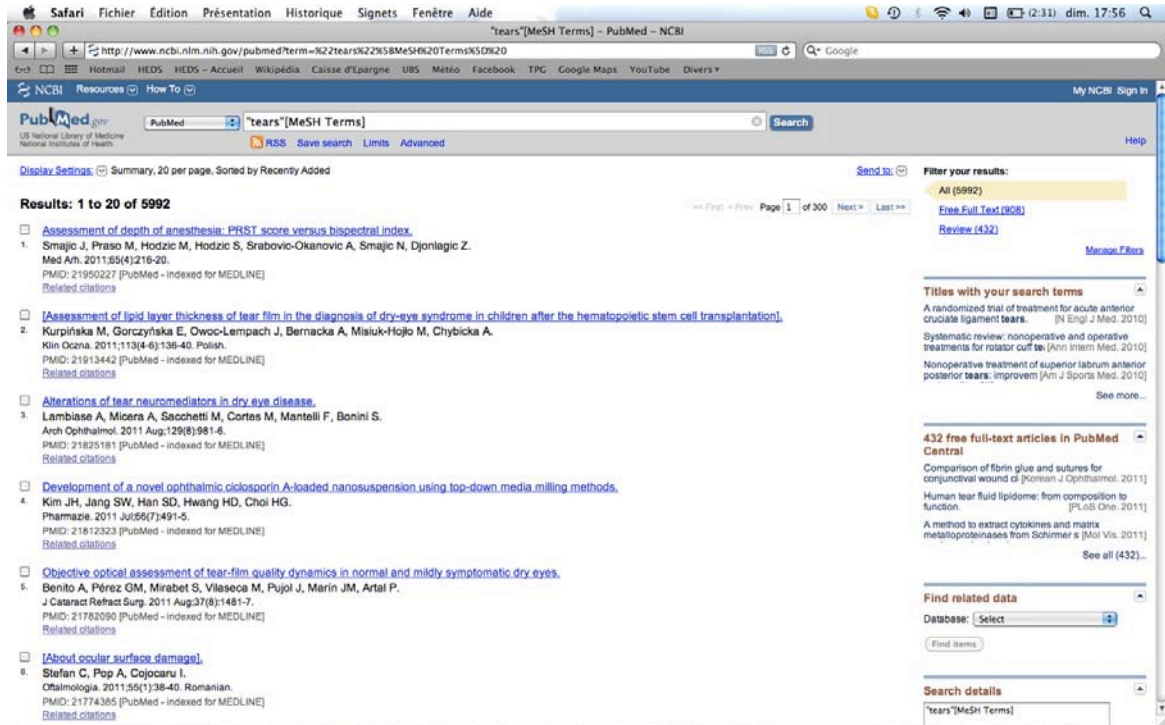 Safari Fichier Édition Présentation Historique Signets Fenêtre Aide (2:31) dim. 17:56
"tears"[MeSH Terms] – PubMed – NCBI
http://www.ncbi.nlm.nih.gov/pubmed?term=%22tears%22%5BMeSH%20Terms%5D%20 RSS Google
Hotmail HEDS HEDS – Accueil Wikipédia Caisse d'Epargne UBS Météo Facebook TPG Google Maps YouTube Divers
NCBI Resources How To My NCBI Sign In
PubMed.gov PubMed "tears"[MeSH Terms] Search
US National Library of Medicine
National Institutes of Health
RSS Save search Limits Advanced Help
Display Settings: Summary, 20 per page, Sorted by Recently Added Send to:
Results: 1 to 20 of 5992
<< First < Prev Page 1 of 300 Next > Last >>
Assessment of depth of anesthesia: PRST score versus bispectral index.
1. Smajic J, Praso M, Hodzic M, Hodzic S, Srabovic-Okanovic A, Smajic N, Djonlagic Z.
Med Arh. 2011;65(4):216-20.
PMID: 21950227 [PubMed - indexed for MEDLINE]
Related citations
[Assessment of lipid layer thickness of tear film in the diagnosis of dry-eye syndrome in children after the hematopoietic stem cell transplantation].
2. Kurpińska M, Gorczyńska E, Owoc-Lempach J, Bernacka A, Misiuk-Hojło M, Chybicka A.
Klin Oczna. 2011;113(4-6):136-40. Polish.
PMID: 21913442 [PubMed - indexed for MEDLINE]
Related citations
Alterations of tear neuromediators in dry eye disease.
3. Lambiase A, Micera A, Sacchetti M, Cortes M, Mantelli F, Bonini S.
Arch Ophthalmol. 2011 Aug;129(8):981-6.
PMID: 21825181 [PubMed - indexed for MEDLINE]
Related citations
Development of a novel ophthalmic ciclosporin A-loaded nanosuspension using top-down media milling methods.
4. Kim JH, Jang SW, Han SD, Hwang HD, Choi HG.
Pharmazie. 2011 Jul;66(7):491-5.
PMID: 21812323 [PubMed - indexed for MEDLINE]
Related citations
Objective optical assessment of tear-film quality dynamics in normal and mildly symptomatic dry eyes.
5. Benito A, Pérez GM, Mirabet S, Vilaseca M, Pujol J, Marín JM, Artal P.
J Cataract Refract Surg. 2011 Aug;37(8):1481-7.
PMID: 21782090 [PubMed - indexed for MEDLINE]
Related citations
[About ocular surface damage].
6. Stefan C, Pop A, Cojocaru I.
Oftalmologia. 2011;55(1):38-40. Romanian.
PMID: 21774385 [PubMed - indexed for MEDLINE]
Related citations
Filter your results:
All (5992)
Free Full Text (908)
Review (432)
Manage Filters
Titles with your search terms
A randomized trial of treatment for acute anterior
cruciate ligament tears. [N Engl J Med. 2010]
Systematic review: nonoperative and operative
treatments for rotator cuff te [Ann Intern Med. 2010]
Nonoperative treatment of superior labrum anterior
posterior tears: improvem [Am J Sports Med. 2010]
See more...
432 free full-text articles in PubMed
Central
Comparison of fibrin glue and sutures for
conjunctival wound cl [Korean J Ophthalmol. 2011]
Human tear fluid lipidome: from composition to
function. [PLoS One. 2011]
A method to extract cytokines and matrix
metalloproteinases from Schirmer s [Mol Vis. 2011]
See all (432)...
Find related data
Database: Select
Find items
Search details
"tears"[MeSH Terms]